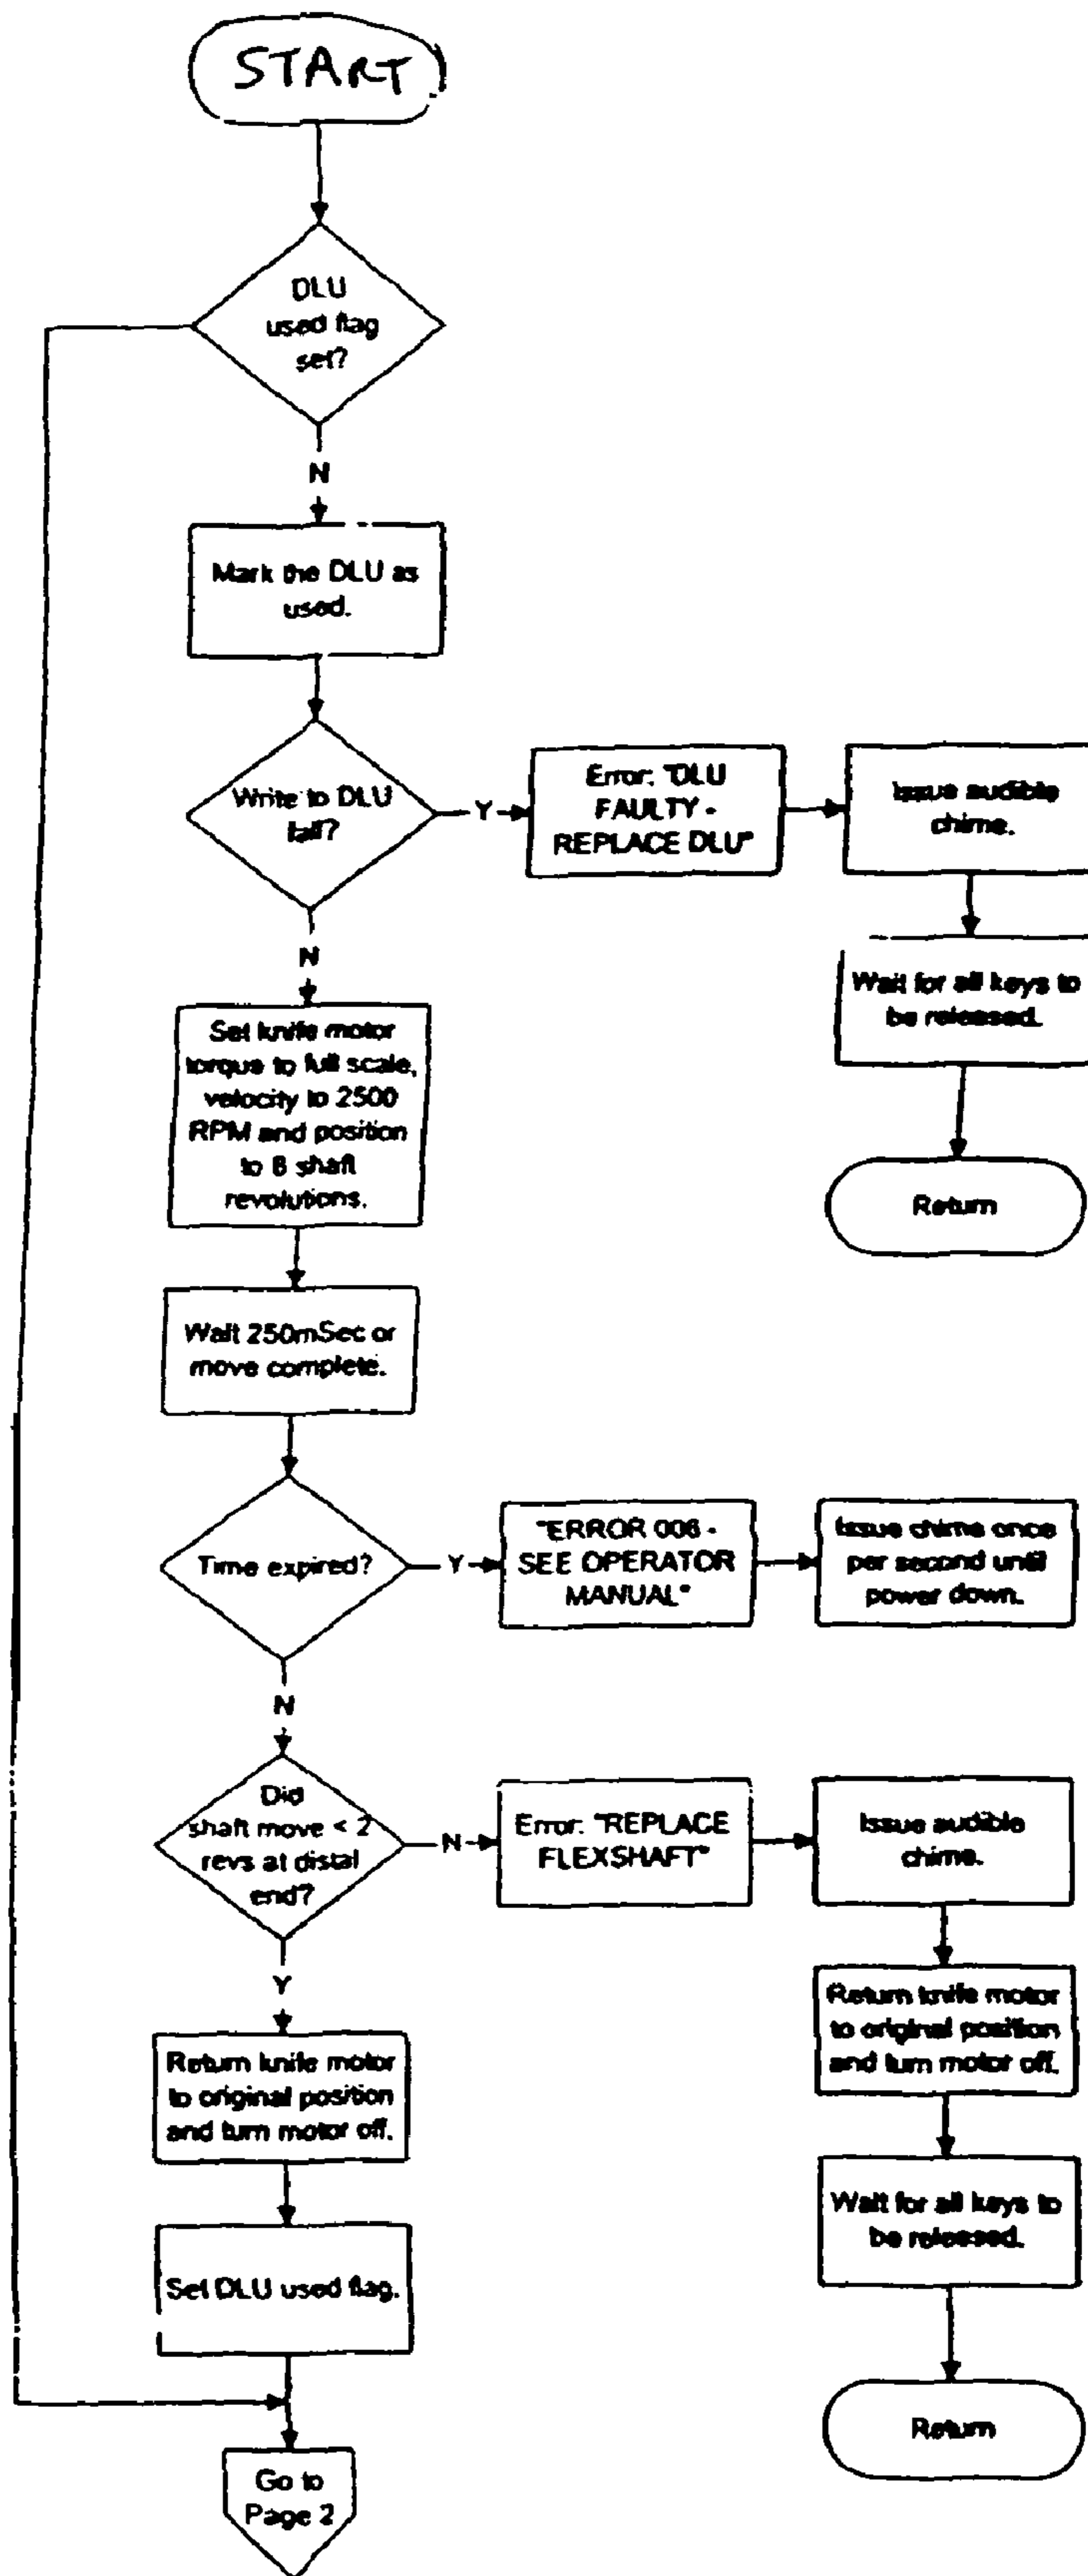 START
DLU
used flag
set?
N
Mark the DLU as
used.
Write to DLU
fail?
Y
Error: "DLU
FAULTY -
REPLACE DLU"
Issue audible
chime.
N
Wait for all keys to
be released.
Return
Set knife motor
torque to full scale,
velocity to 2500
RPM and position
to 8 shaft
revolutions.
Wait 250mSec or
move complete.
Time expired?
Y
"ERROR 006 -
SEE OPERATOR
MANUAL"
Issue chime once
per second until
power down.
N
Did
shaft move < 2
revs at distal
end?
N
Error: "REPLACE
FLEXSHAFT"
Issue audible
chime.
Y
Return knife motor
to original position
and turn motor off.
Return knife motor
to original position
and turn motor off.
Set DLU used flag.
Wait for all keys to
be released.
Return
Go to
Page 2